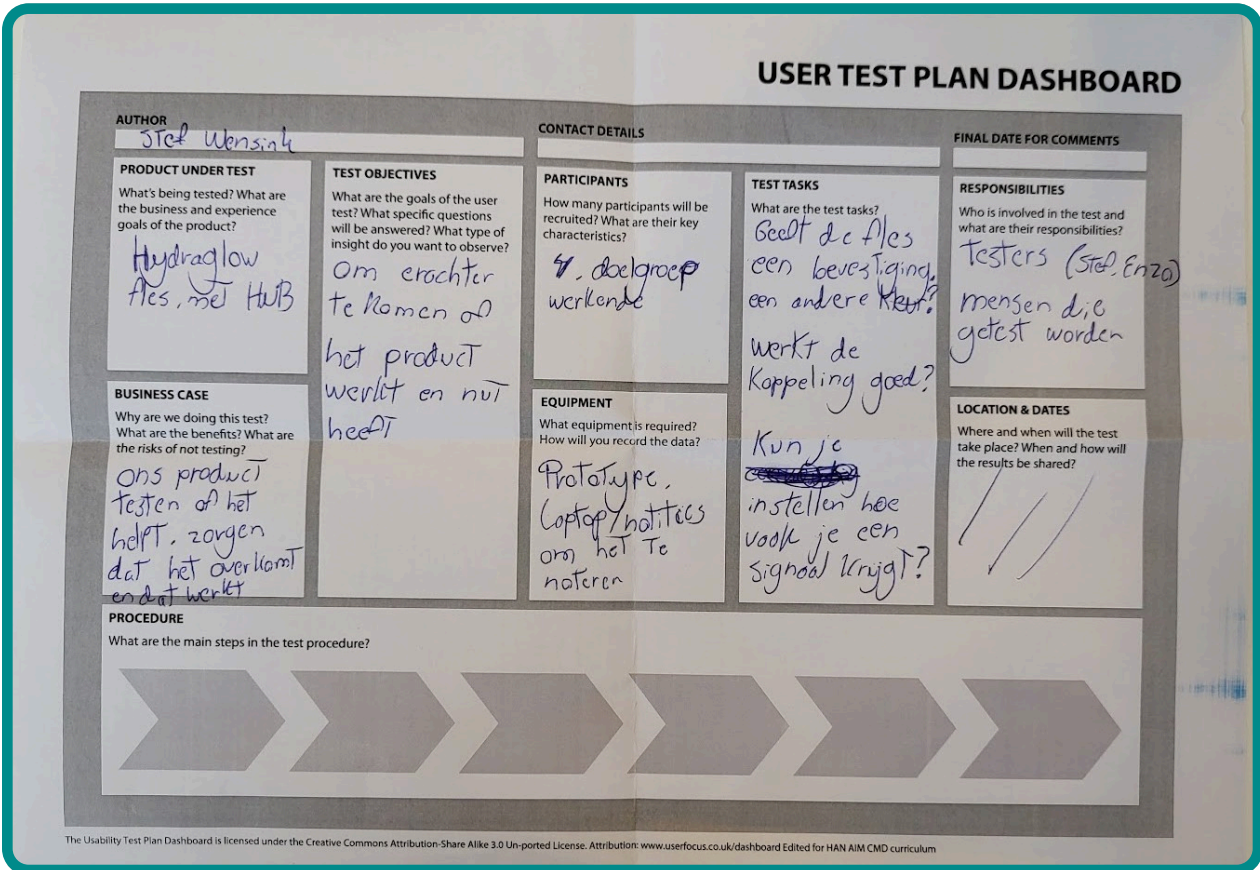 USER TEST PLAN DASHBOARD
AUTHOR
Stef Wensink
CONTACT DETAILS
FINAL DATE FOR COMMENTS
PRODUCT UNDER TEST
What's being tested? What are
the business and experience
goals of the product?
Hydraglow
fles, met HUB
BUSINESS CASE
Why are we doing this test?
What are the benefits? What are
the risks of not testing?
ons product
testen of het
helpt. zorgen
dat het overkomt
en dat werkt
TEST OBJECTIVES
What are the goals of the user
test? What specific questions
will be answered? What type of
insight do you want to observe?
om erachter
te komen of
het product
werkt en nut
heeft
PARTICIPANTS
How many participants will be
recruited? What are their key
characteristics?
doelgroep
werkende
EQUIPMENT
What equipment is required?
How will you record the data?
Prototype,
Laptop/notities
om het te
noteren
TEST TASKS
What are the test tasks?
Geeft de fles
een bevestiging.
een andere kleur?
werkt de
Koppeling goed?
Kun je
instellen hoe
vaak je een
signaal krijgt?
RESPONSIBILITIES
Who is involved in the test and
what are their responsibilities?
Testers (Stef, Enzo)
mensen die
getest worden
LOCATION & DATES
Where and when will the test
take place? When and how will
the results be shared?
PROCEDURE
What are the main steps in the test procedure?
The Usability Test Plan Dashboard is licensed under the Creative Commons Attribution-Share Alike 3.0 Un-ported License. Attribution: www.userfocus.co.uk/dashboard Edited for HAN AIM CMD curriculum